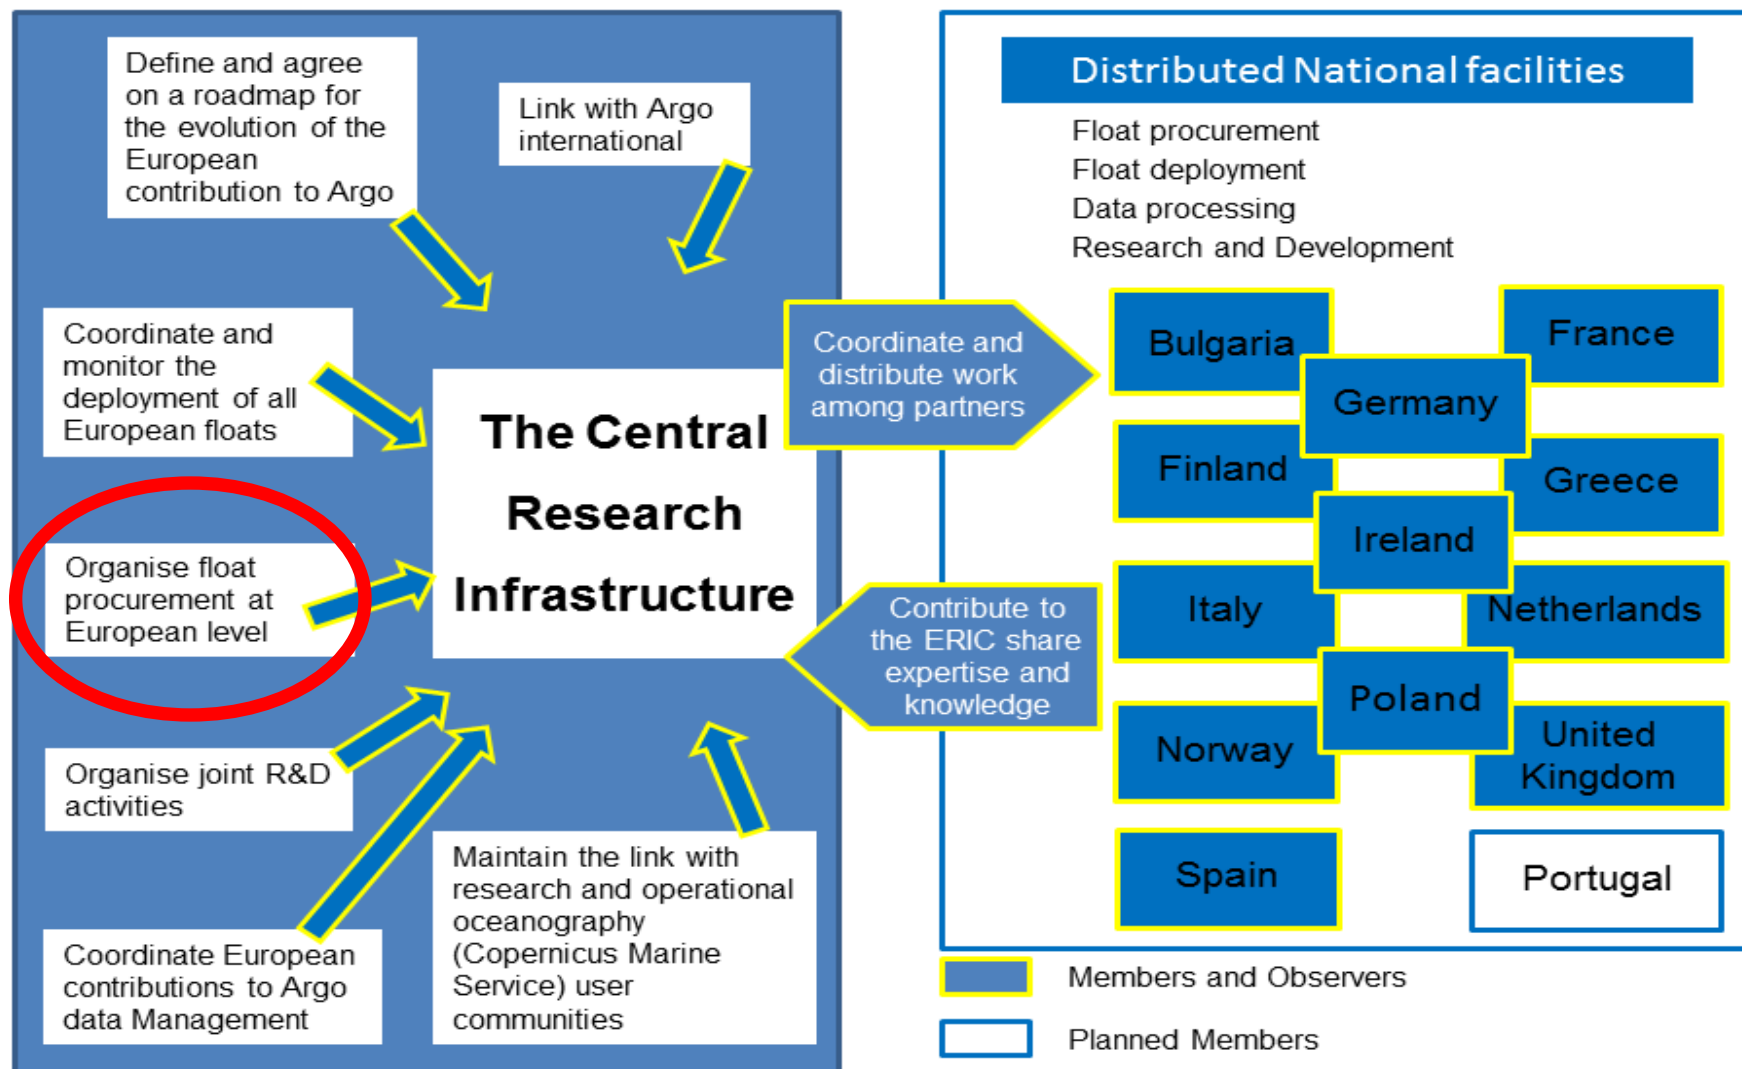 Define and agree
on a roadmap for
the evolution of the
European
contribution to Argo
Link with Argo
international
Coordinate and
monitor the
deployment of all
European floats
Organise float
procurement at
European level
Organise joint R&D
activities
Coordinate European
contributions to Argo
data Management
Maintain the link with
research and operational
oceanography
(Copernicus Marine
Service) user
communities
The Central
Research
Infrastructure
Coordinate and
distribute work
among partners
Contribute to
the ERIC share
expertise and
knowledge
Distributed National facilities
Float procurement
Float deployment
Data processing
Research and Development
Bulgaria
France
Germany
Finland
Greece
Ireland
Italy
Netherlands
Poland
Norway
United
Kingdom
Spain
Portugal
Members and Observers
Planned Members